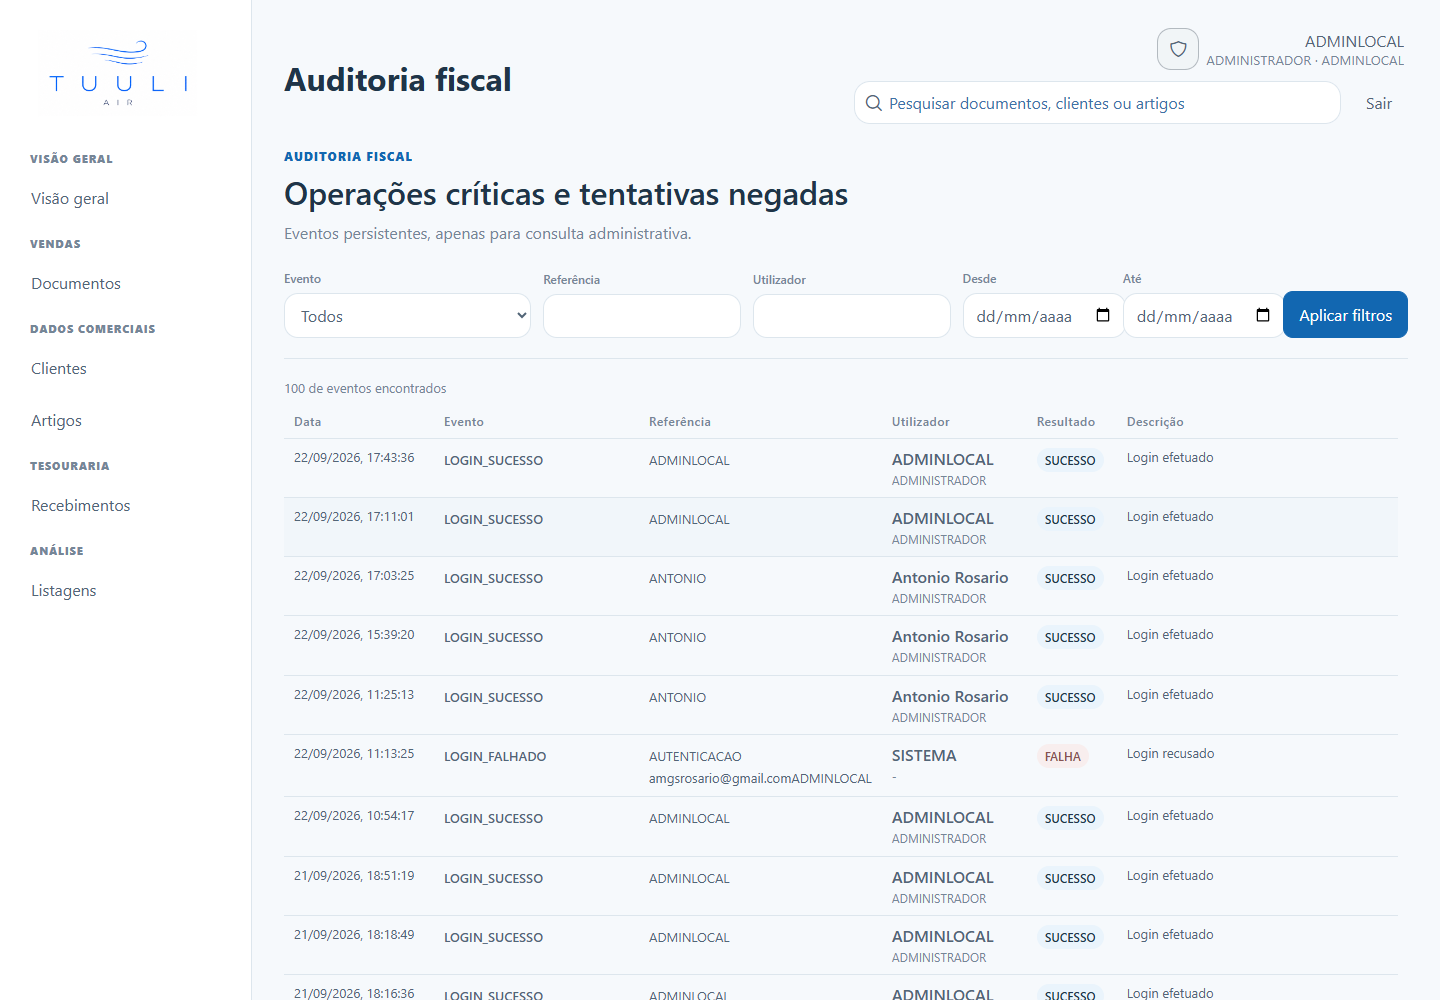 TUULI
AIR
VISÃO GERAL
Visão geral
VENDAS
Documentos
DADOS COMERCIAIS
Clientes
Artigos
TESOURARIA
Recebimentos
ANÁLISE
Listagens
Auditoria fiscal
ADMINLOCAL
ADMINISTRADOR · ADMINLOCAL
Pesquisar documentos, clientes ou artigos
Sair
AUDITORIA FISCAL
Operações críticas e tentativas negadas
Eventos persistentes, apenas para consulta administrativa.
Evento Referência Utilizador Desde Até
Todos dd/mm/aaaa dd/mm/aaaa Aplicar filtros
100 de eventos encontrados
Data Evento Referência Utilizador Resultado Descrição
22/09/2026, 17:43:36 LOGIN_SUCESSO ADMINLOCAL ADMINLOCAL SUCESSO Login efetuado
ADMINISTRADOR
22/09/2026, 17:11:01 LOGIN_SUCESSO ADMINLOCAL ADMINLOCAL SUCESSO Login efetuado
ADMINISTRADOR
22/09/2026, 17:03:25 LOGIN_SUCESSO ANTONIO Antonio Rosario SUCESSO Login efetuado
ADMINISTRADOR
22/09/2026, 15:39:20 LOGIN_SUCESSO ANTONIO Antonio Rosario SUCESSO Login efetuado
ADMINISTRADOR
22/09/2026, 11:25:13 LOGIN_SUCESSO ANTONIO Antonio Rosario SUCESSO Login efetuado
ADMINISTRADOR
22/09/2026, 11:13:25 LOGIN_FALHADO AUTENTICACAO SISTEMA FALHA Login recusado
amgsrosario@gmail.comADMINLOCAL -
22/09/2026, 10:54:17 LOGIN_SUCESSO ADMINLOCAL ADMINLOCAL SUCESSO Login efetuado
ADMINISTRADOR
21/09/2026, 18:51:19 LOGIN_SUCESSO ADMINLOCAL ADMINLOCAL SUCESSO Login efetuado
ADMINISTRADOR
21/09/2026, 18:18:49 LOGIN_SUCESSO ADMINLOCAL ADMINLOCAL SUCESSO Login efetuado
ADMINISTRADOR
21/09/2026, 18:16:36 LOGIN_SUCESSO ADMINLOCAL ADMINLOCAL SUCESSO Login efetuado